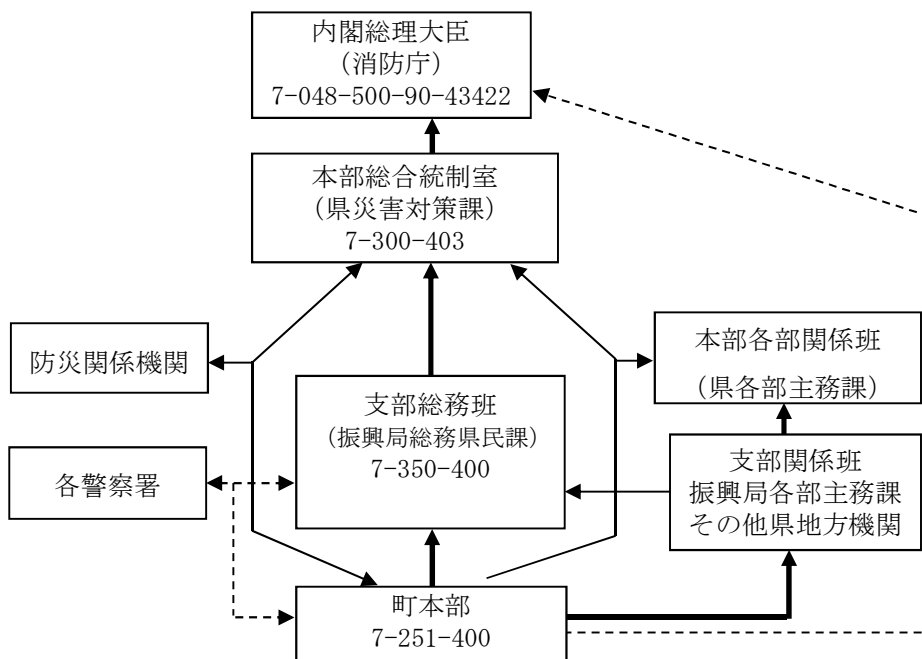 内閣総理大臣
（消防庁）
7-048-500-90-43422
本部総合統制室
（県災害対策課）
7-300-403
防災関係機関
本部各部関係班
（県各部主務課）
支部総務班
（振興局総務県民課）
7-350-400
各警察署
支部関係班
振興局各部主務課
その他県地方機関
町本部
7-251-400